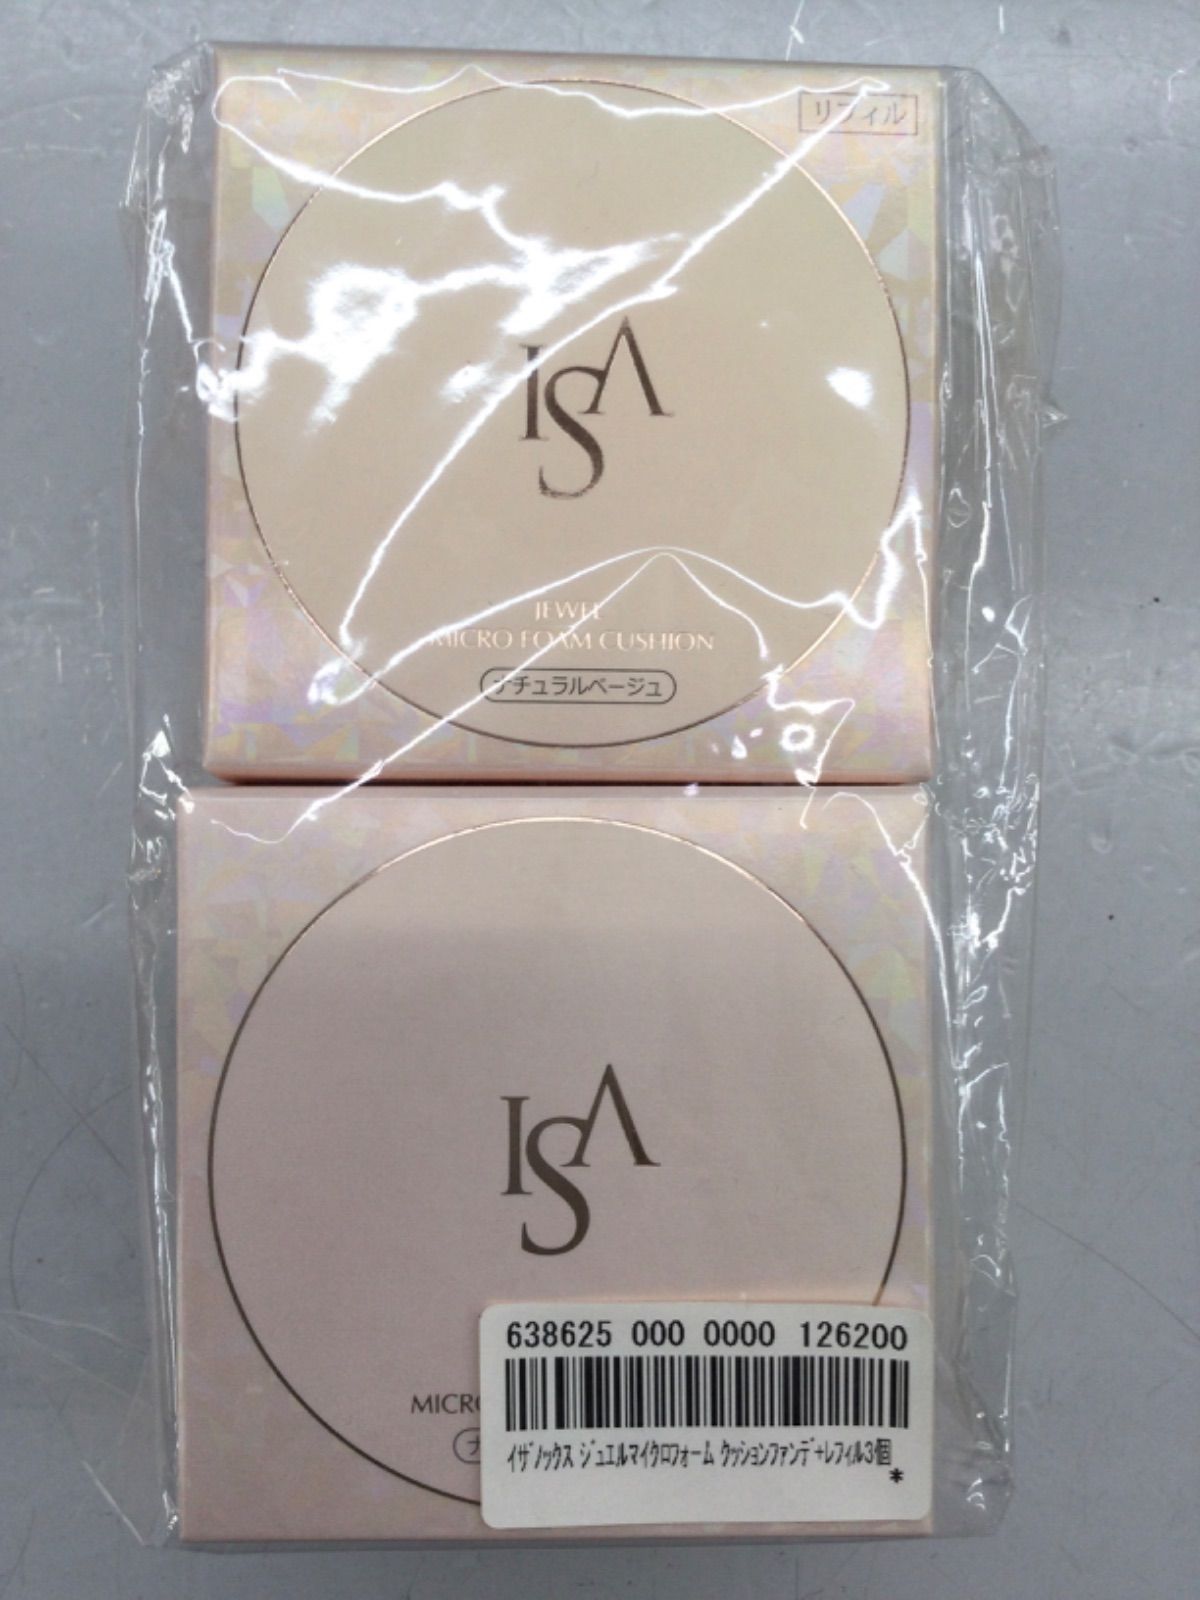 リフィル
ISA
JEWEL
MICRO FOAM CUSHION
ナチュラルベージュ
ISA
MICRO
ナ
638625 000 0000 126200
ｲｻﾞﾉｯｸｽ ｼﾞｭｴﾙﾏｲｸﾛﾌｫｰﾑ ｸｯｼｮﾝﾌｧﾝﾃﾞ+ﾚﾌｨﾙ3個
*